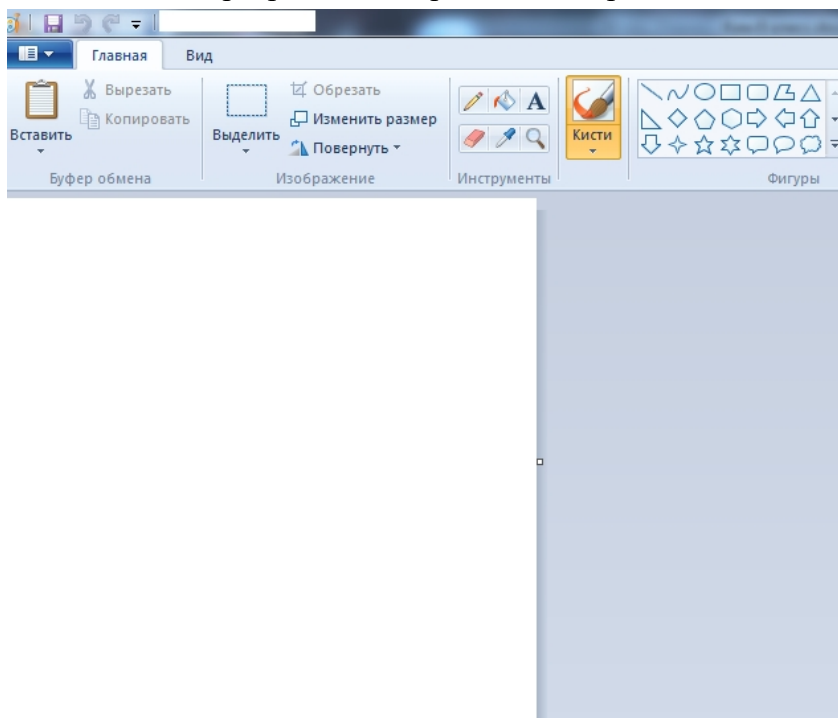 Главная Вид
Вырезать
Копировать
Вставить
Буфер обмена
Выделить
Обрезать
Изменить размер
Повернуть
Изображение
A
Инструменты
Кисти
Фигуры